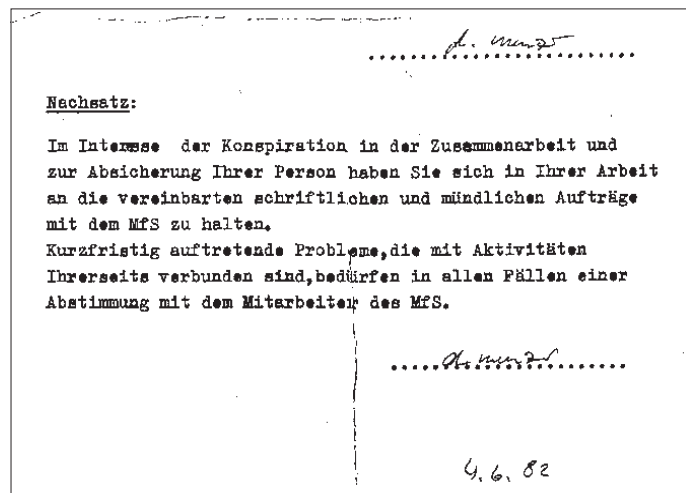 Nachsatz:
Im Interesse der Konspiration in der Zusammenarbeit und
zur Absicherung Ihrer Person haben Sie sich in Ihrer Arbeit
an die vereinbarten schriftlichen und mündlichen Aufträge
mit dem MfS zu halten.
Kurzfristig auftretende Probleme,die mit Aktivitäten
Ihrerseits verbunden sind,bedürfen in allen Fällen einer
Abstimmung mit dem Mitarbeiter des MfS.
4.6.82